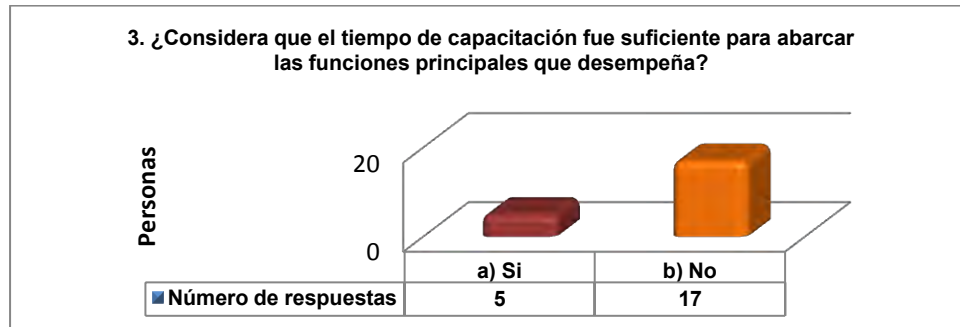 3. ¿Considera que el tiempo de capacitación fue suficiente para abarcar
las funciones principales que desempeña?
Personas
20
0
a) Si b) No
Número de respuestas 5 17